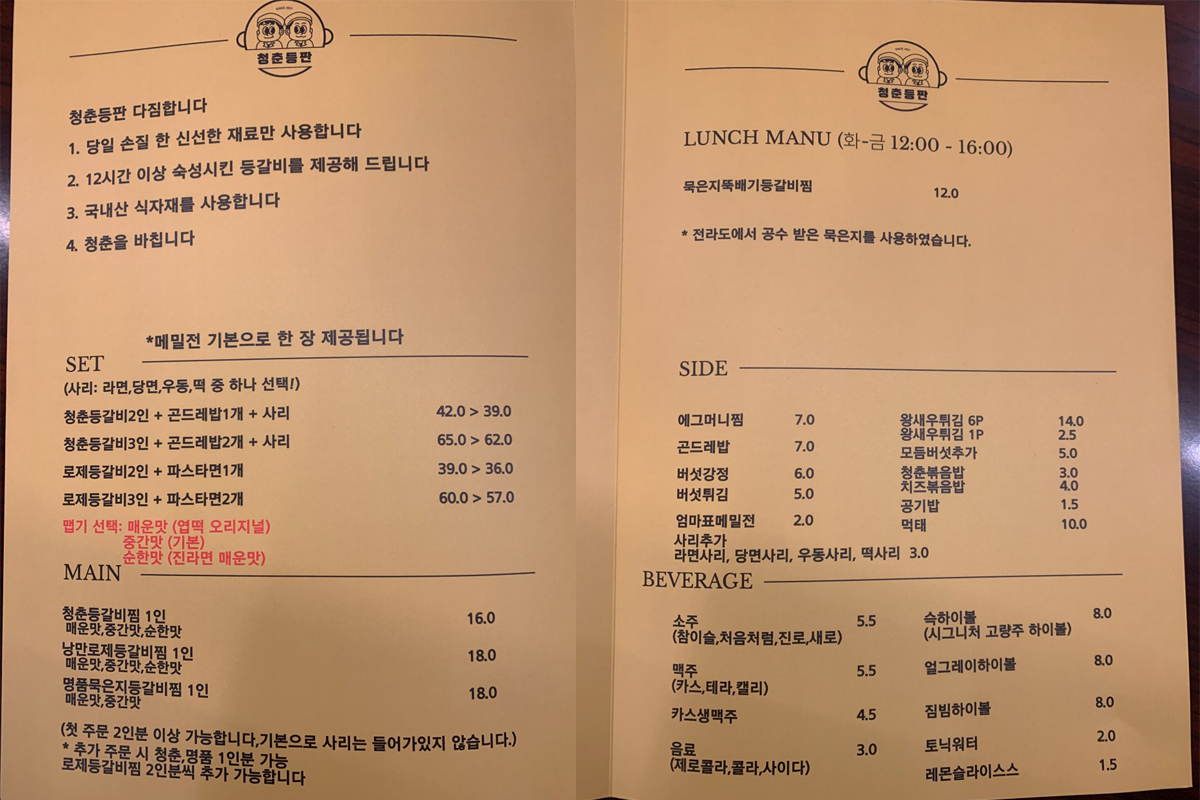 청춘등판
청춘등판 다짐합니다
1. 당일 손질 한 신선한 재료만 사용합니다
2. 12시간 이상 숙성시킨 등갈비를 제공해 드립니다
3. 국내산 식자재를 사용합니다
4. 청춘을 바칩니다
*메밀전 기본으로 한 장 제공됩니다
SET
(사리: 라면,당면,우동,떡 중 하나 선택!)
청춘등갈비2인 + 곤드레밥1개 + 사리 42.0 > 39.0
청춘등갈비3인 + 곤드레밥2개 + 사리 65.0 > 62.0
로제등갈비2인 + 파스타면1개 39.0 > 36.0
로제등갈비3인 + 파스타면2개 60.0 > 57.0
맵기 선택: 매운맛 (엽떡 오리지널)
중간맛 (기본)
순한맛 (진라면 매운맛)
MAIN
청춘등갈비찜 1인 16.0
매운맛,중간맛,순한맛
낭만로제등갈비찜 1인 18.0
매운맛,중간맛,순한맛
명품묵은지등갈비찜 1인 18.0
매운맛,중간맛
(첫 주문 2인분 이상 가능합니다,기본으로 사리는 들어가있지 않습니다.)
* 추가 주문 시 청춘,명품 1인분 가능
로제등갈비찜 2인분씩 추가 가능합니다
청춘등판
LUNCH MANU (화-금 12:00 - 16:00)
묵은지뚝배기등갈비찜 12.0
* 전라도에서 공수 받은 묵은지를 사용하였습니다.
SIDE
에그머니찜 7.0
곤드레밥 7.0
버섯강정 6.0
버섯튀김 5.0
엄마표메밀전 2.0
사리추가
라면사리, 당면사리, 우동사리, 떡사리 3.0
왕새우튀김 6P 14.0
왕새우튀김 1P 2.5
모듬버섯추가 5.0
청춘볶음밥 3.0
치즈볶음밥 4.0
공기밥 1.5
먹태 10.0
BEVERAGE
소주 5.5
(참이슬,처음처럼,진로,새로)
맥주 5.5
(카스,테라,캘리)
카스생맥주 4.5
음료 3.0
(제로콜라,콜라,사이다)
슥하이볼 8.0
(시그니처 고량주 하이볼)
얼그레이하이볼 8.0
짐빔하이볼 8.0
토닉워터 2.0
레몬슬라이스스 1.5